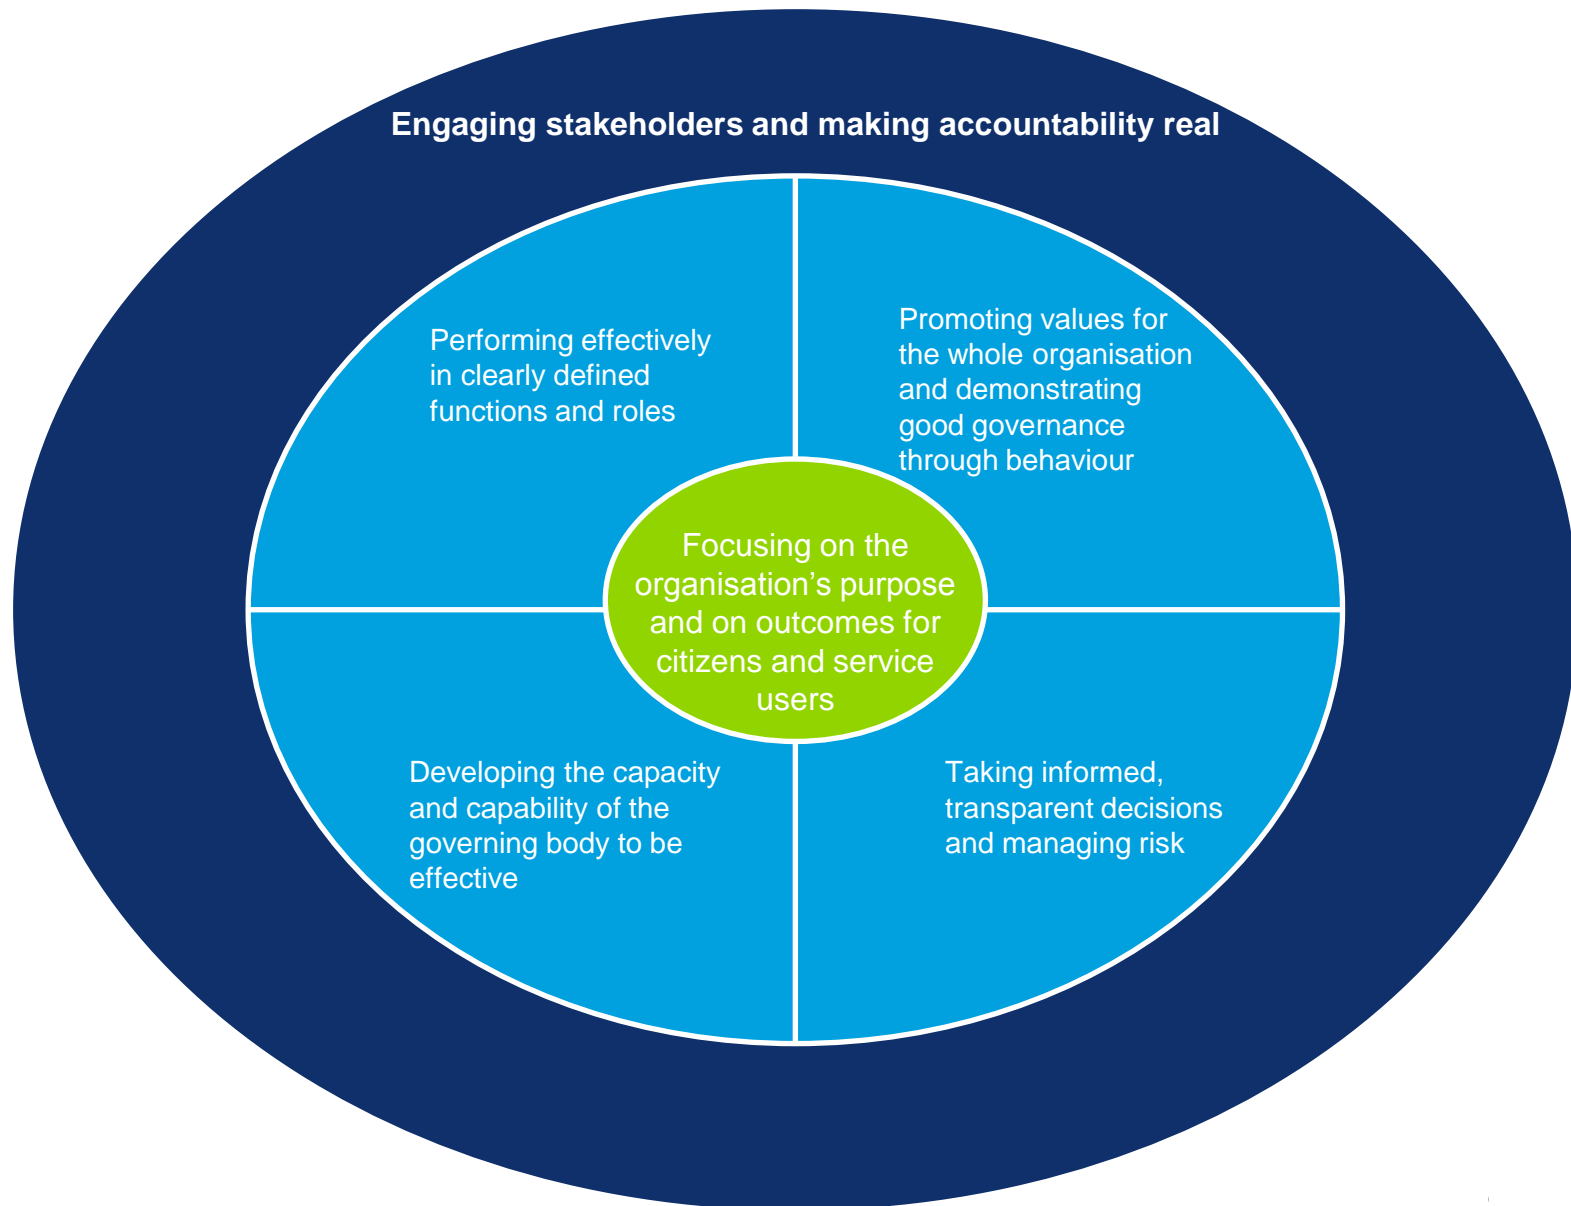 Engaging stakeholders and making accountability real
Performing effectively
in clearly defined
functions and roles
Promoting values for
the whole organisation
and demonstrating
good governance
through behaviour
Focusing on the
organisation’s purpose
and on outcomes for
citizens and service
users
Developing the capacity
and capability of the
governing body to be
effective
Taking informed,
transparent decisions
and managing risk